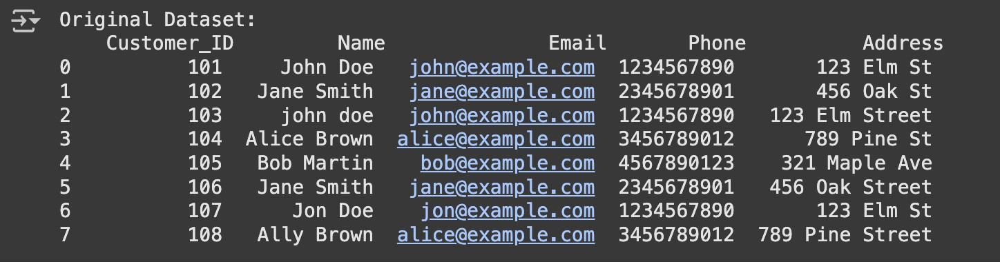 Original Dataset:
Customer_ID Name Email Phone Address
0 101 John Doe john@example.com 1234567890 123 Elm St
1 102 Jane Smith jane@example.com 2345678901 456 Oak St
2 103 john doe john@example.com 1234567890 123 Elm Street
3 104 Alice Brown alice@example.com 3456789012 789 Pine St
4 105 Bob Martin bob@example.com 4567890123 321 Maple Ave
5 106 Jane Smith jane@example.com 2345678901 456 Oak Street
6 107 Jon Doe jon@example.com 1234567890 123 Elm St
7 108 Ally Brown alice@example.com 3456789012 789 Pine Street